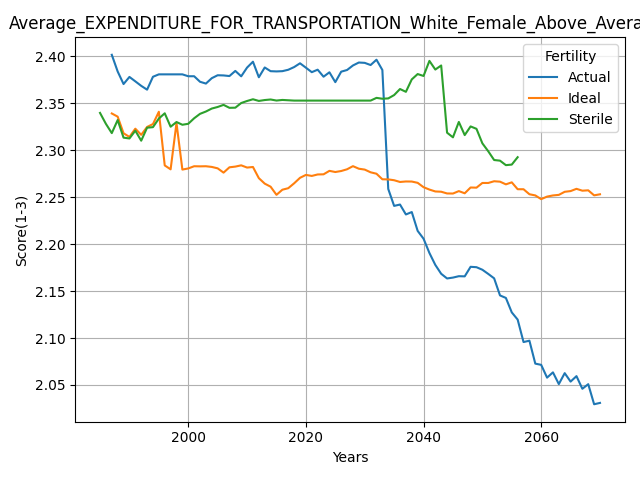 Average_EXPENDITURE_FOR_TRANSPORTATION_White_Female_Above_Avera
Fertility
Actual
Ideal
Sterile
Score(1-3)
2.40
2.35
2.30
2.25
2.20
2.15
2.10
2.05
2000 2020 2040 2060
Years